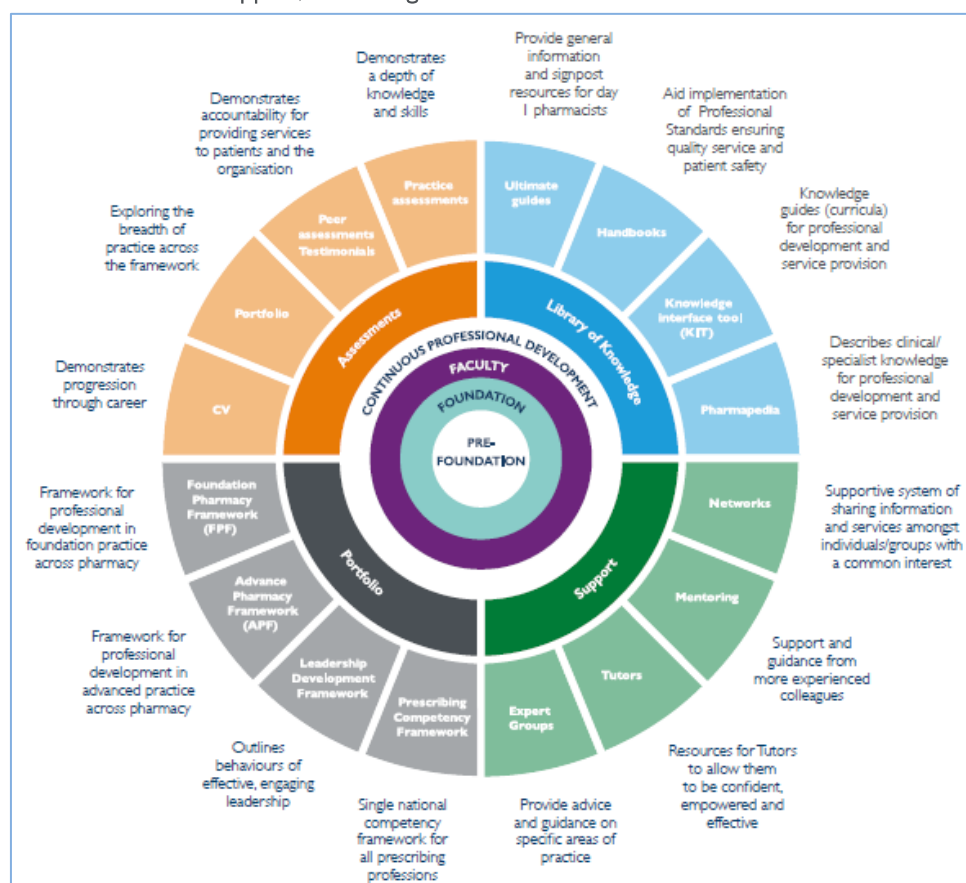 Demonstrates
a depth of
knowledge
and skills
Provide general
information
and signpost
resources for day
1 pharmacists
Demonstrates
accountability for
providing services
to patients and the
organisation
Aid implementation
of Professional
Standards ensuring
quality service and
patient safety
Exploring the
breadth of
practice across
the framework
Knowledge
guides (curricula)
for professional
development and
service provision
Demonstrates
progression
through career
Describes clinical/
specialist knowledge
for professional
development and
service provision
Practice
assessments
Peer
assessments
Testimonials
Portfolio
CV
Ultimate
guides
Handbooks
Knowledge
interface tool
(KIT)
Pharmapedia
Assessments
Library of Knowledge
CONTINUOUS PROFESSIONAL DEVELOPMENT
FACULTY
FOUNDATION
PRE-
FOUNDATION
Portfolio
Support
Foundation
Pharmacy
Framework
(FPF)
Advance
Pharmacy
Framework
(APF)
Leadership
Development
Framework
Prescribing
Competency
Framework
Networks
Mentoring
Tutors
Expert
Groups
Framework for
professional
development in
foundation practice
across pharmacy
Supportive system of
sharing information
and services amongst
individuals/groups with
a common interest
Framework for
professional
development in
advanced practice
across pharmacy
Support and
guidance from
more experienced
colleagues
Outlines
behaviours of
effective, engaging
leadership
Resources for Tutors
to allow them
to be confident,
empowered and
effective
Single national
competency
framework for
all prescribing
professions
Provide advice
and guidance on
specific areas of
practice